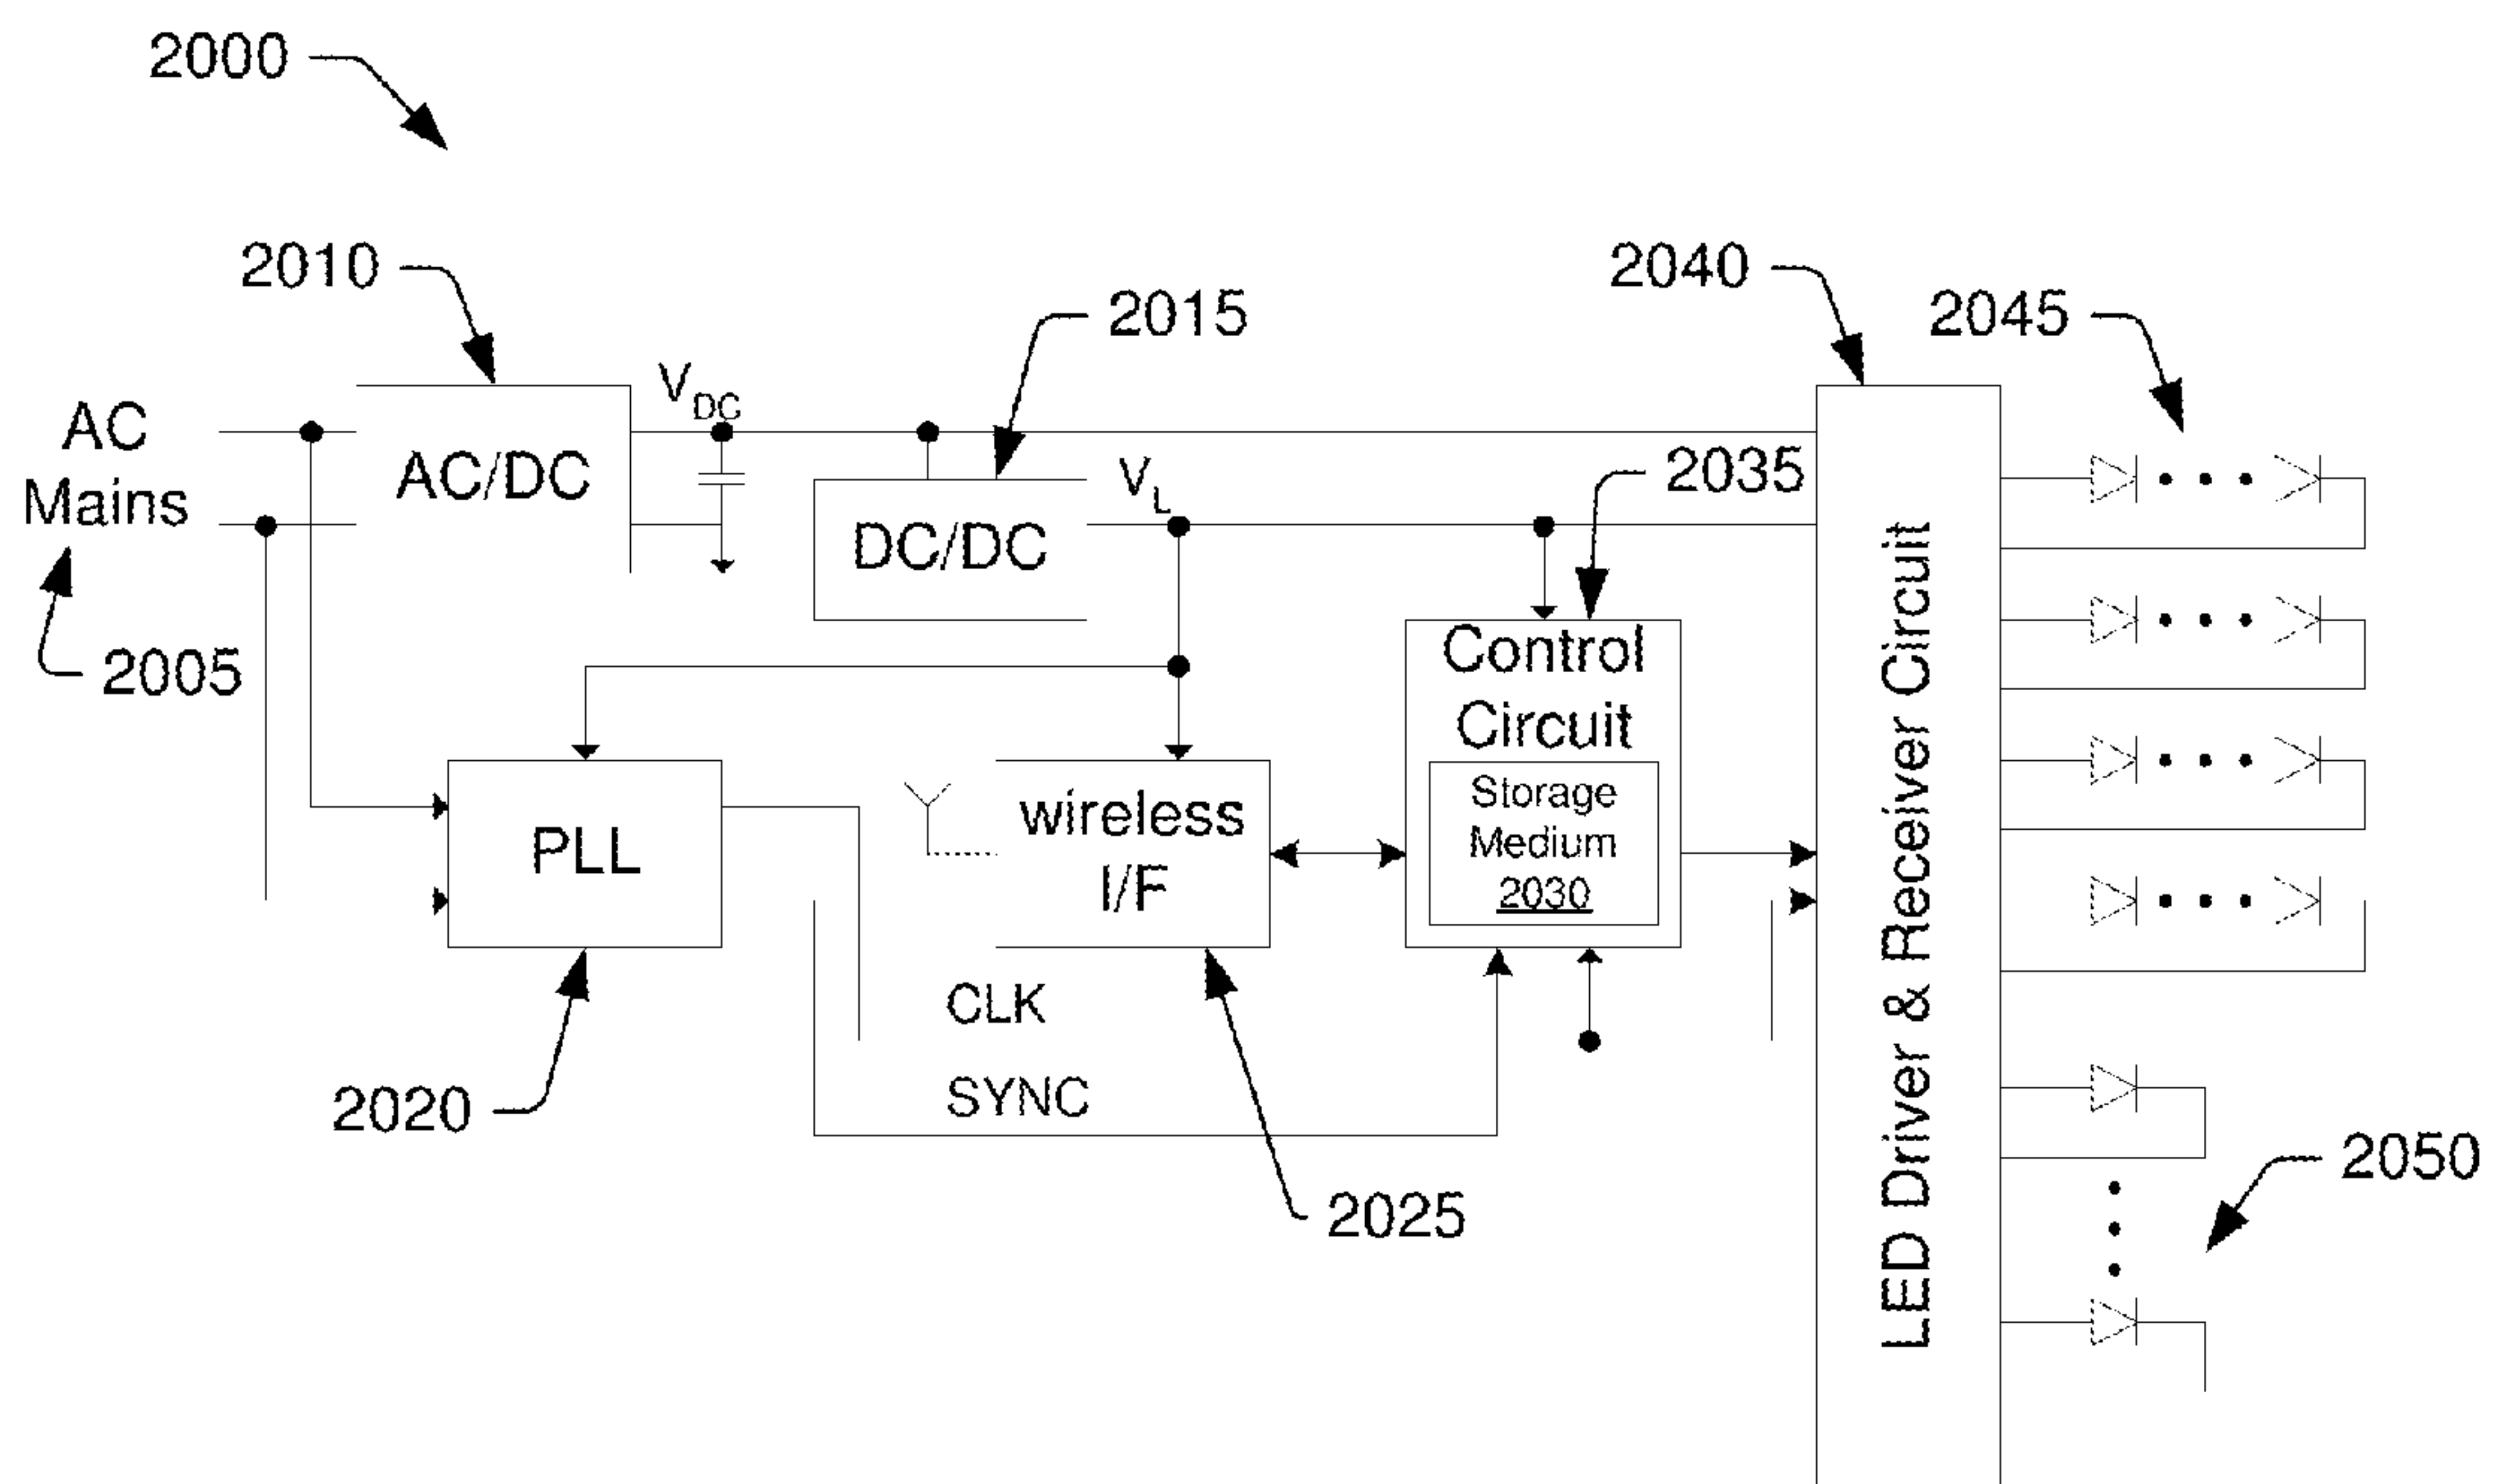 2000
2010
2015
2040
2045
AC
Mains
AC/DC
VDC
VL
2035
DC/DC
2005
Control
Circuit
Storage
Medium
2030
PLL
wireless
I/F
LED Driver & Receiver Circuit
CLK
SYNC
2020
2025
2050